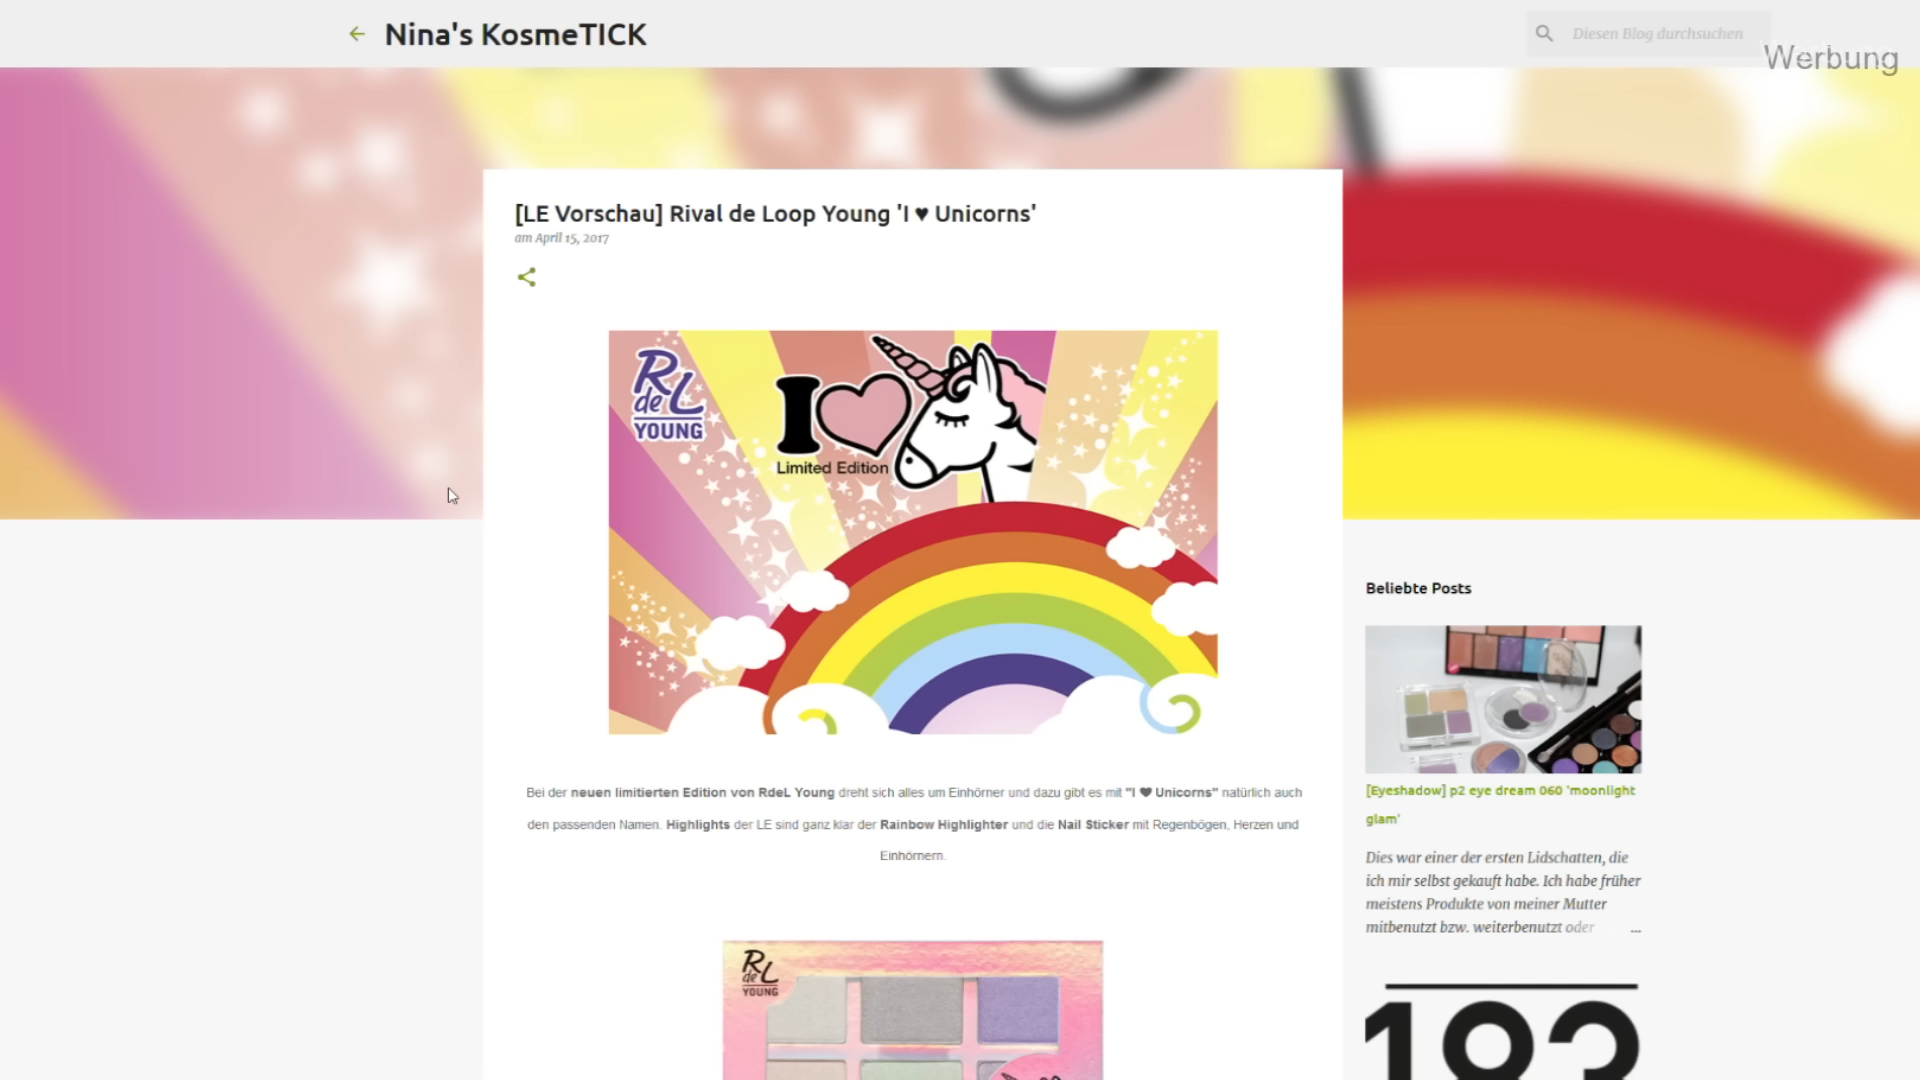 Nina's KosmeTICK
Diesen Blog durchsuchen
Werbung
[LE Vorschau] Rival de Loop Young 'I ♥ Unicorns'
am April 15, 2017
R
de L
YOUNG
I
Limited Edition
Bei der neuen limitierten Edition von RdeL Young dreht sich alles um Einhörner und dazu gibt es mit "I ♥ Unicorns" natürlich auch
den passenden Namen. Highlights der LE sind ganz klar der Rainbow Highlighter und die Nail Sticker mit Regenbögen, Herzen und
Einhörnern.
R
de L
YOUNG
Beliebte Posts
[Eyeshadow] p2 eye dream 060 'moonlight
glam'
Dies war einer der ersten Lidschatten, die
ich mir selbst gekauft habe. Ich habe früher
meistens Produkte von meiner Mutter
mitbenutzt bzw. weiterbenutzt oder ...